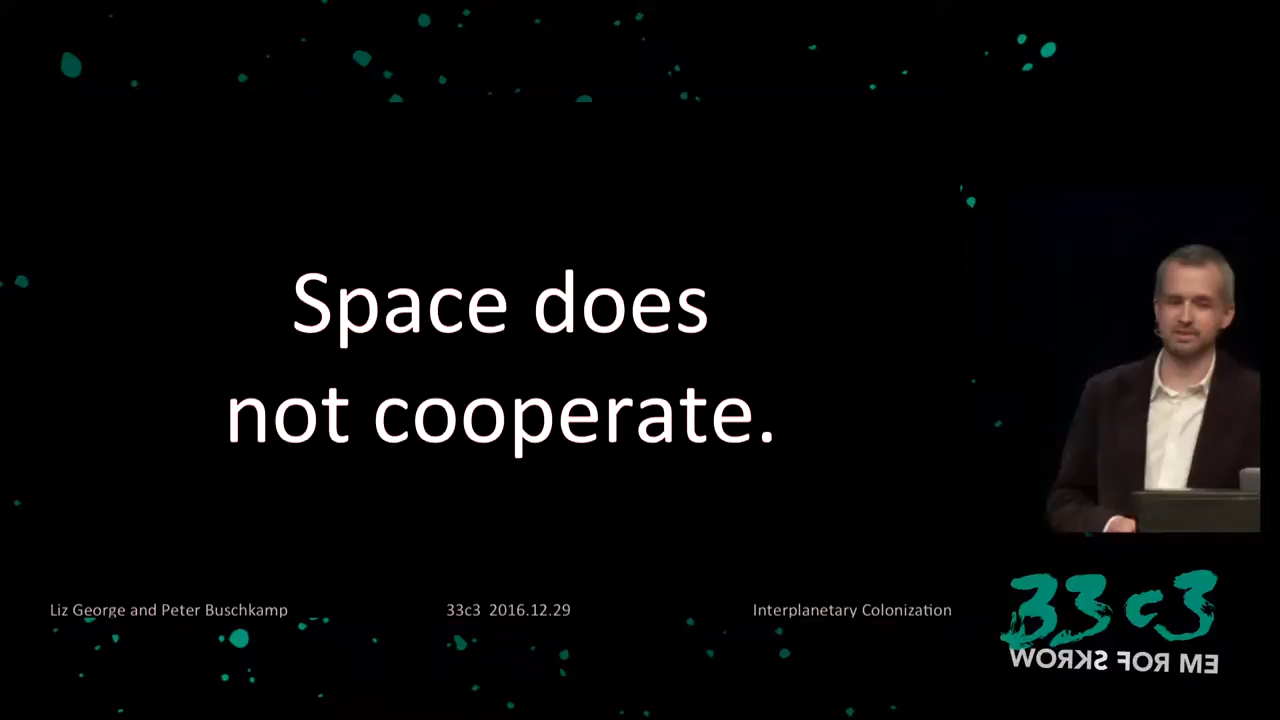 Space does
not cooperate.
Liz George and Peter Buschkamp 33c3 2016.12.29 Interplanetary Colonization
33c3
WORKS FOR ME